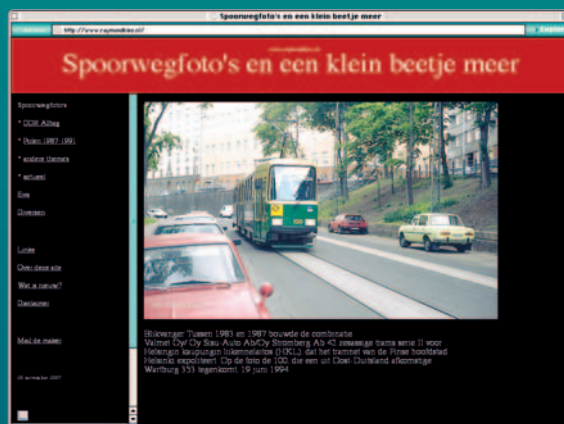 Spoorwegfoto's en een klein beetje meer
http://www.raymondkies.nl/
Spoorwegfoto's en een klein beetje meer
Spoorwegfoto's
* DDR Alltag
* Polen 1987-1991
* andere thema's
* actueel
Eva
Diversen
Links
Over deze site
Wat is nieuw?
Disclaimer
Mail de maker
100
Blikvanger Tussen 1983 en 1987 bouwde de combinatie
Valmet Oy/ Oy Sisu-Auto Ab/Oy Strömberg Ab 42 zesassige trams serie II voor
Helsingin kaupungin liikennelaitos (HKL), dat het tramnet van de Finse hoofdstad
Helsinki exploiteert. Op de foto de 100, die een uit Oost-Duitsland afkomstige
Wartburg 353 tegenkomt, 19 juni 1994.